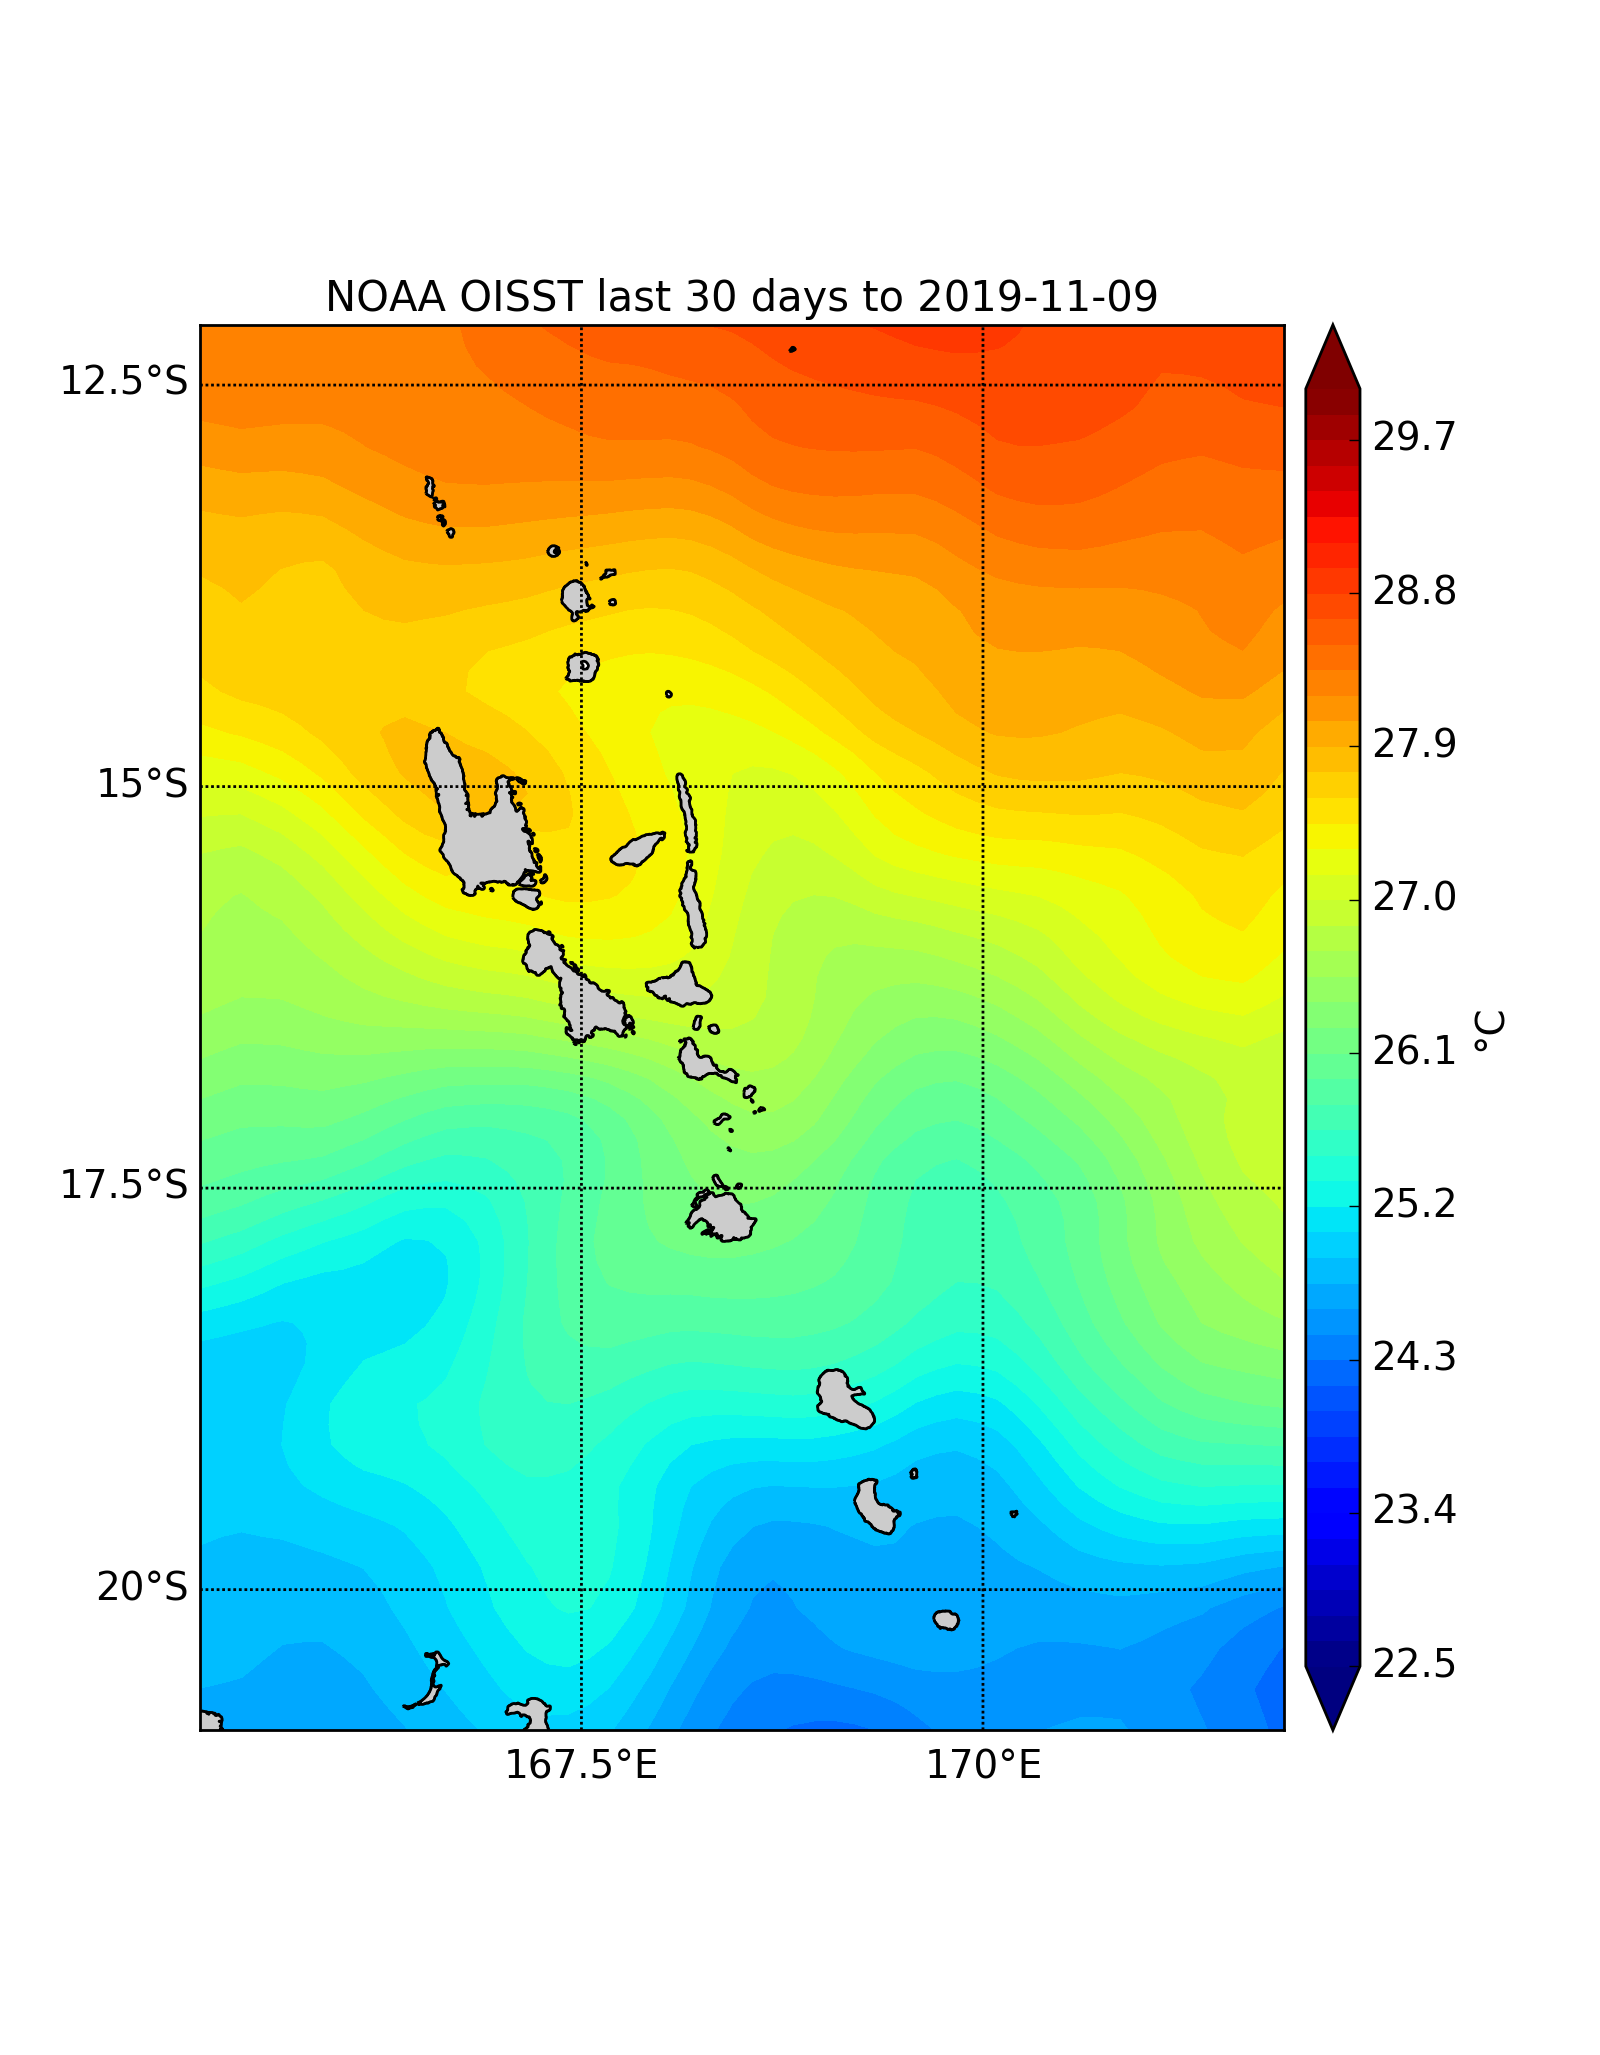 NOAA OISST last 30 days to 2019-11-09
12.5°S
15°S
17.5°S
20°S
167.5°E
170°E
29.7
28.8
27.9
27.0
26.1
25.2
24.3
23.4
22.5
°C